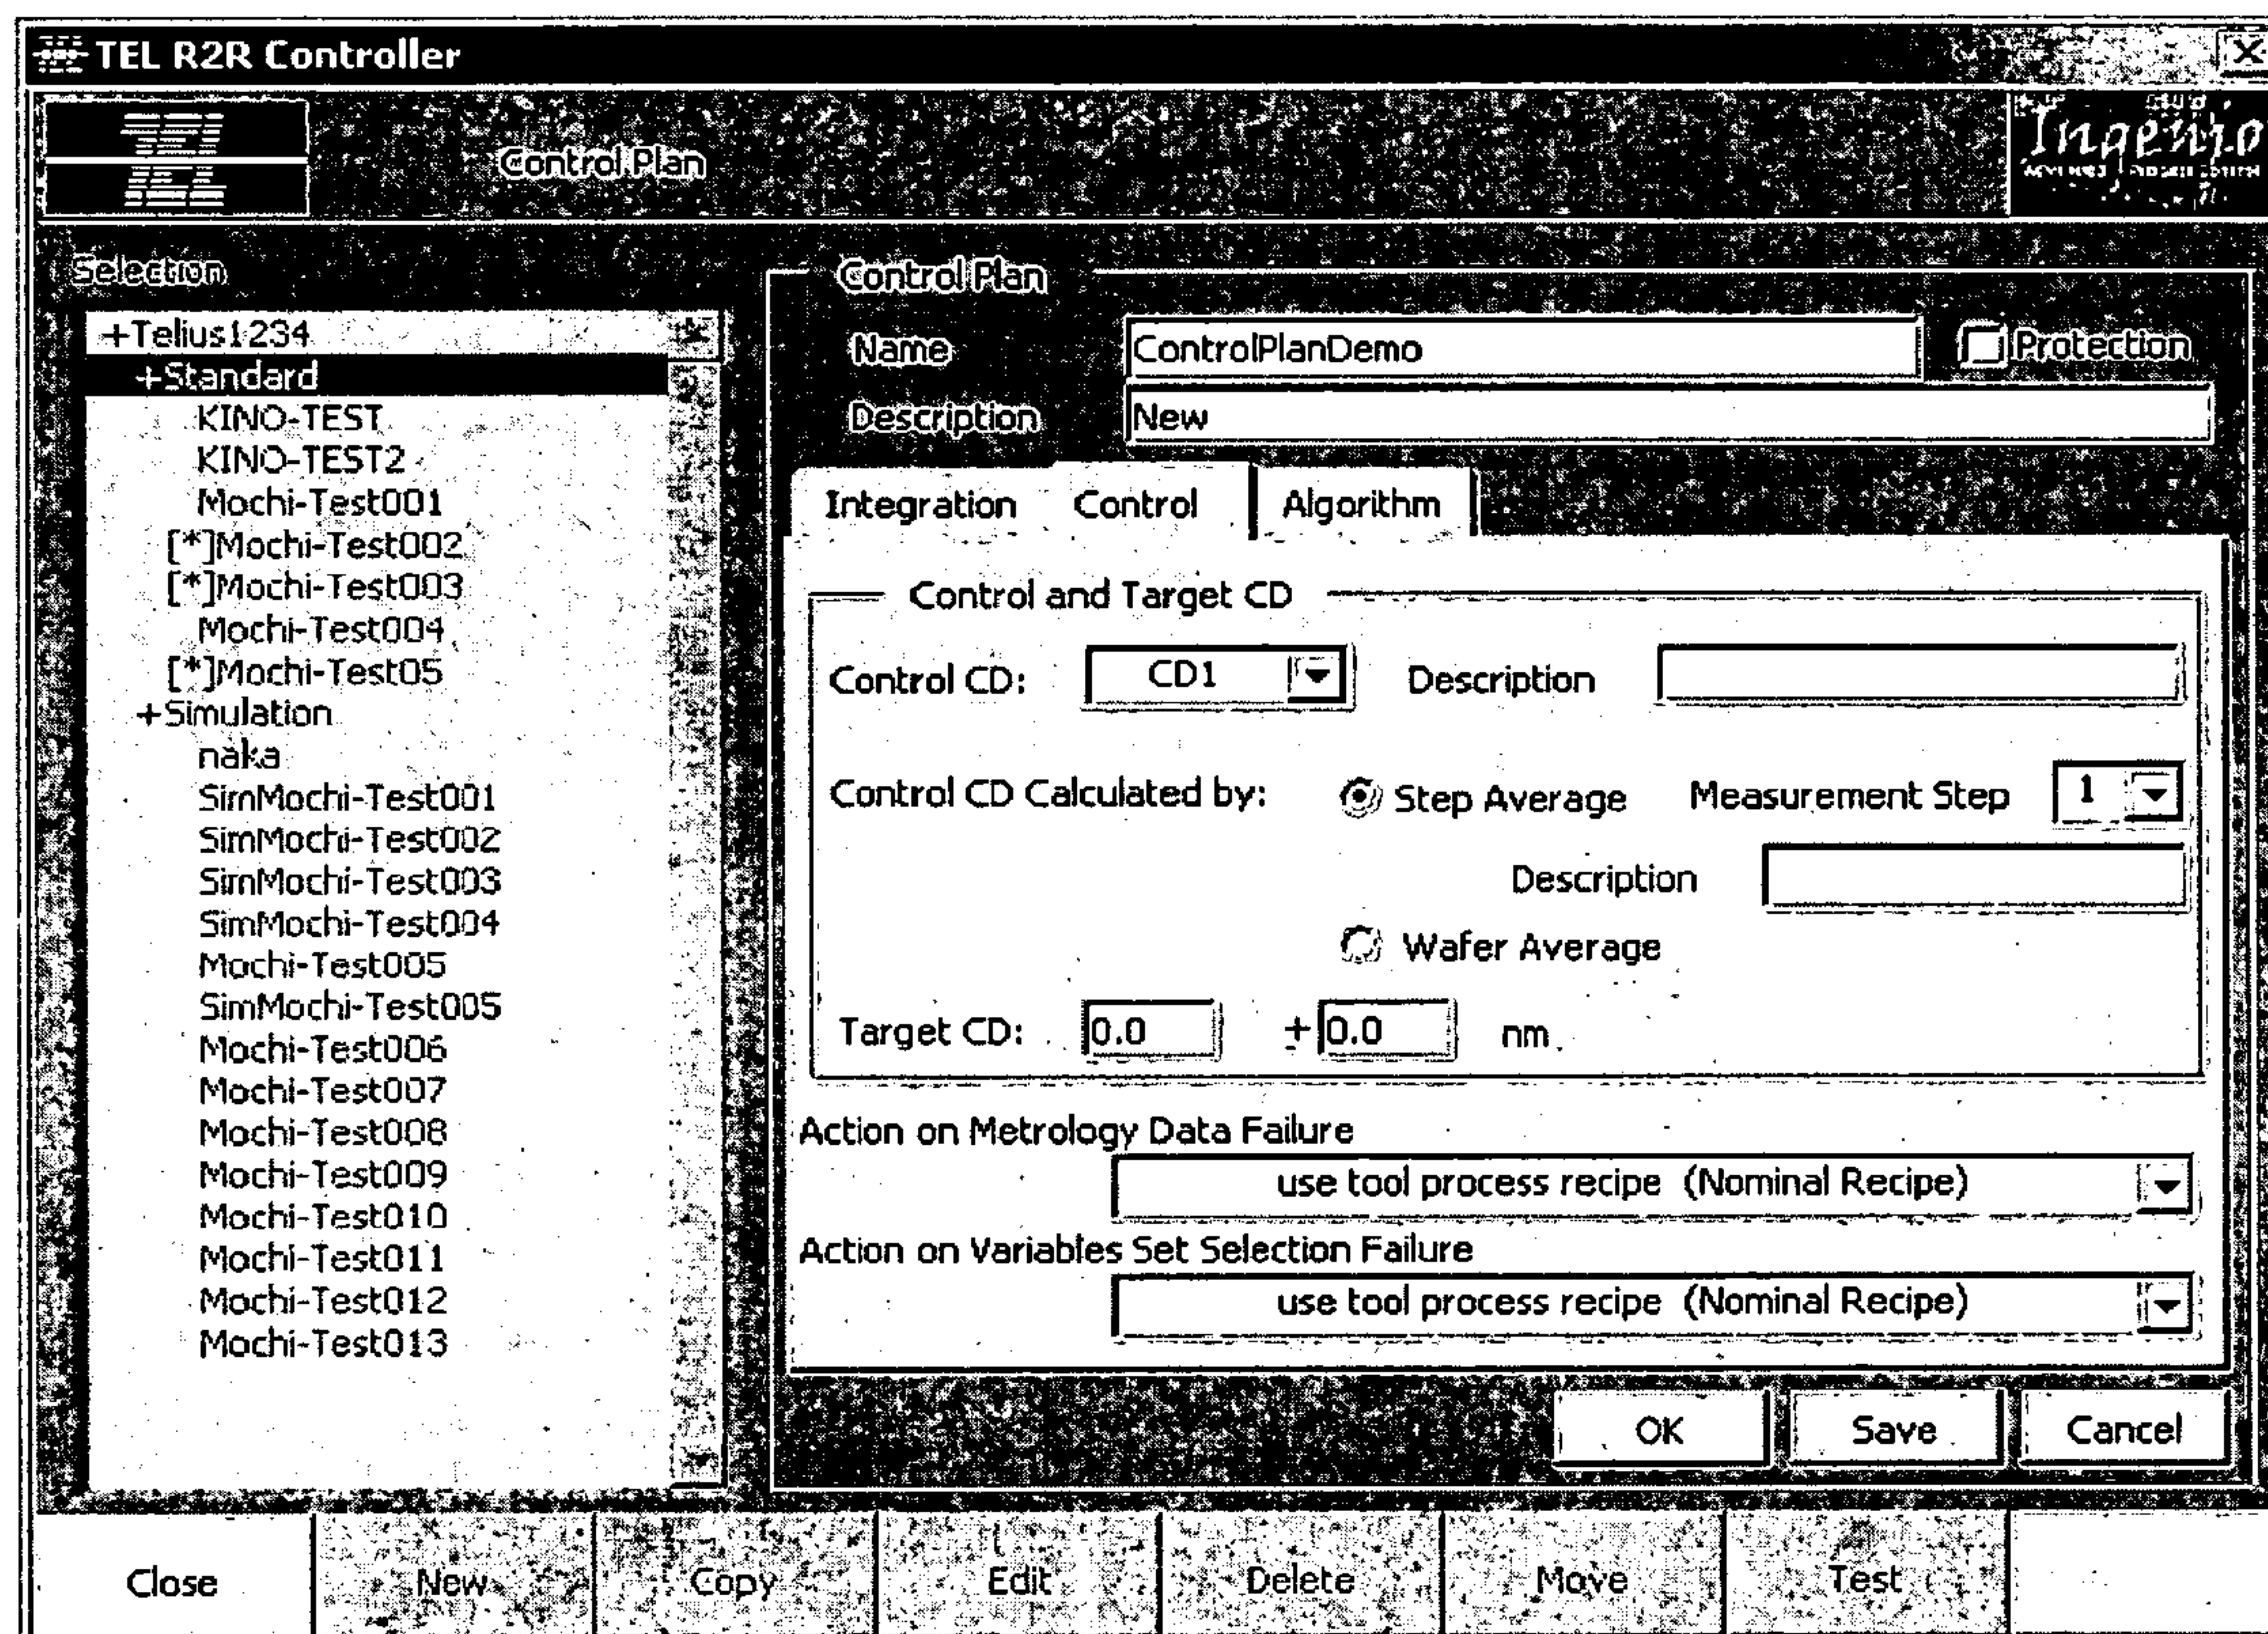 TEL R2R Controller
TEL
Control Plan
Ingenio
Selection
+Telius1234
+Standard
KINO-TEST
KINO-TEST2
Mochi-Test001
[*]Mochi-Test002
[*]Mochi-Test003
Mochi-Test004
[*]Mochi-Test05
+Simulation
naka
SimMochi-Test001
SimMochi-Test002
SimMochi-Test003
SimMochi-Test004
Mochi-Test005
SimMochi-Test005
Mochi-Test006
Mochi-Test007
Mochi-Test008
Mochi-Test009
Mochi-Test010
Mochi-Test011
Mochi-Test012
Mochi-Test013
Control Plan
Name ControlPlanDemo Protection
Description New
Integration Control Algorithm
Control and Target CD
Control CD: CD1 Description
Control CD Calculated by: Step Average Measurement Step 1
Description
Wafer Average
Target CD: 0.0 ± 0.0 nm
Action on Metrology Data Failure
use tool process recipe (Nominal Recipe)
Action on Variables Set Selection Failure
use tool process recipe (Nominal Recipe)
OK Save Cancel
Close New Copy Edit Delete Move Test